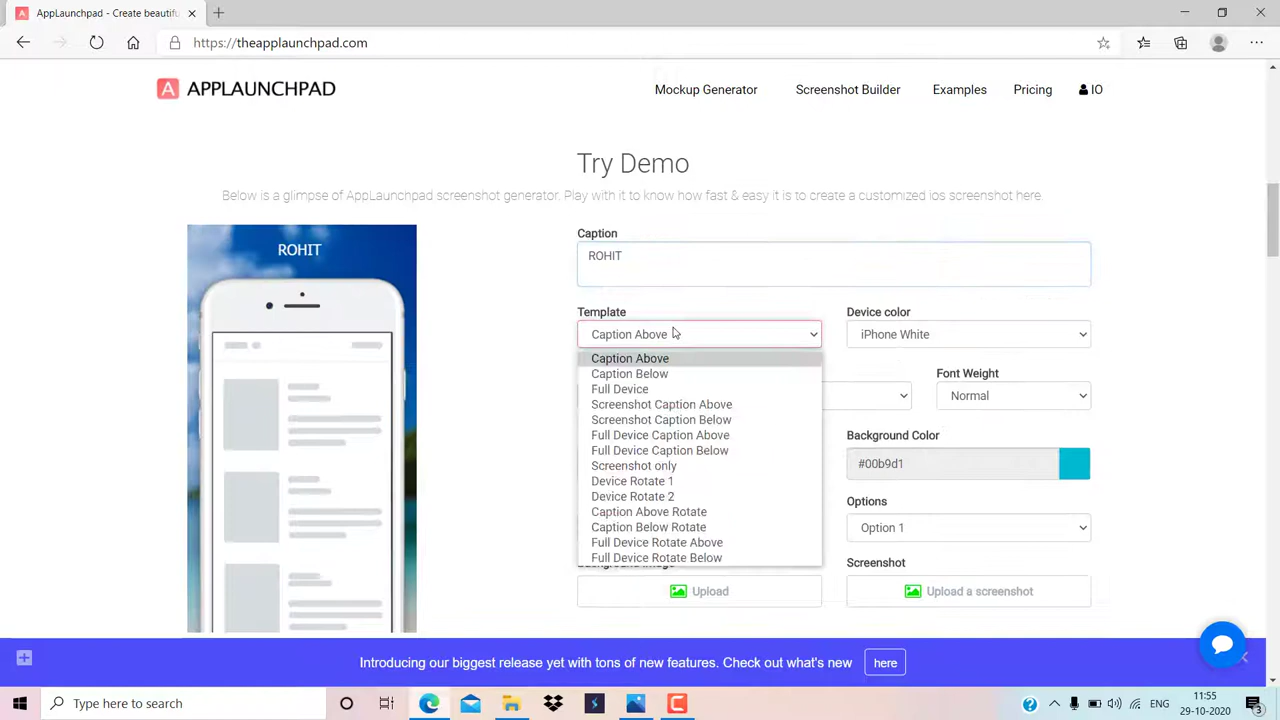 AppLaunchpad - Create beautifu
https://theapplaunchpad.com
A APPLAUNCHPAD
Mockup Generator
Screenshot Builder
Examples
Pricing
IO
Try Demo
Below is a glimpse of AppLaunchpad screenshot generator. Play with it to know how fast & easy it is to create a customized ios screenshot here.
ROHIT
Caption
ROHIT
Template
Device color
Caption Above
iPhone White
Caption Above
Caption Below
Full Device
Screenshot Caption Above
Screenshot Caption Below
Full Device Caption Above
Full Device Caption Below
Screenshot only
Device Rotate 1
Device Rotate 2
Caption Above Rotate
Caption Below Rotate
Full Device Rotate Above
Full Device Rotate Below
Font Weight
Normal
Background Color
#00b9d1
Options
Option 1
Screenshot
Upload
Upload a screenshot
Introducing our biggest release yet with tons of new features. Check out what's new
here
Type here to search
ENG
11:55
29-10-2020
3